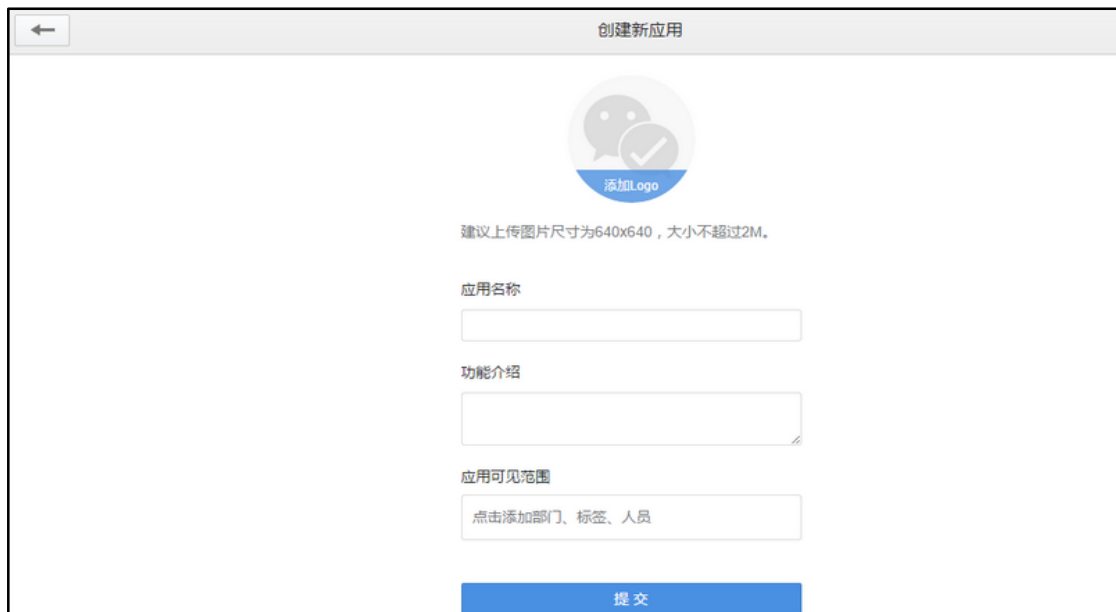 创建新应用
添加Logo
建议上传图片尺寸为640x640，大小不超过2M。
应用名称
功能介绍
应用可见范围
点击添加部门、标签、人员
提 交